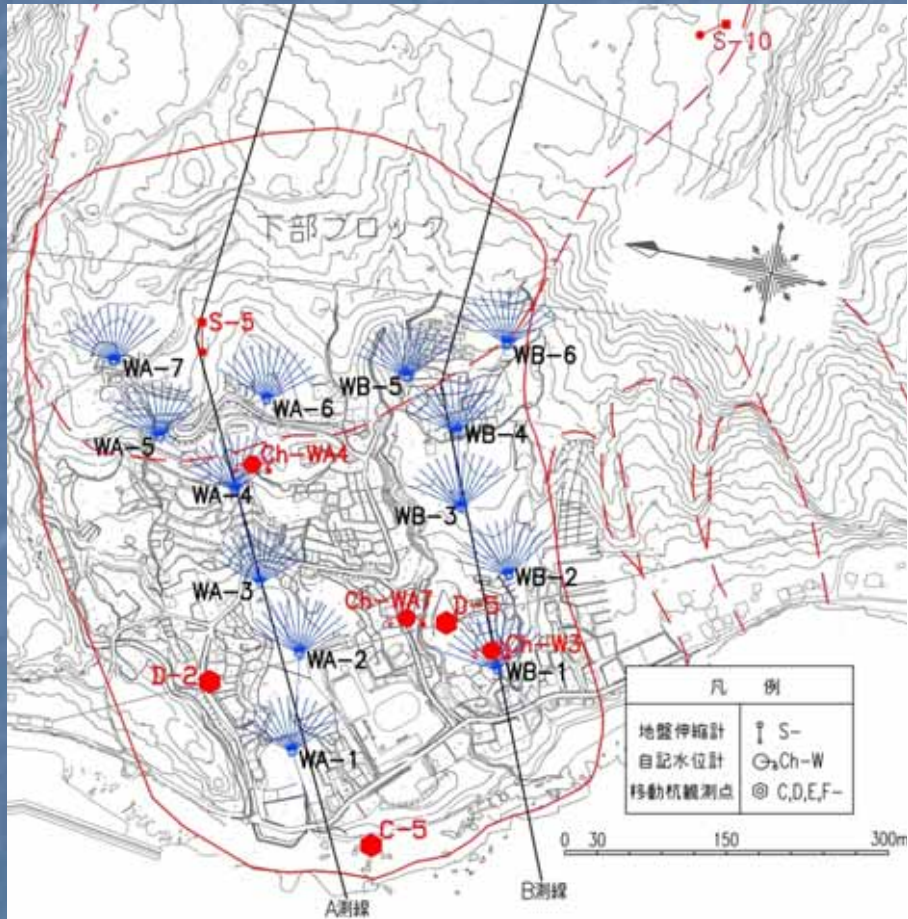 S-10
下部ブロック
S-5
WA-7
WB-6
WB-5
WA-6
WA-5
WB-4
Ch-WA4
WA-4
WB-3
WA-3
WB-2
Ch-WA7
D-5
Ch-W3
WA-2
WB-1
D-2
WA-1
C-5
A測線
B測線
凡 例
地盤伸縮計 S-
自記水位計 Ch-W
移動杭観測点 C,D,E,F-
0 30 150 300m